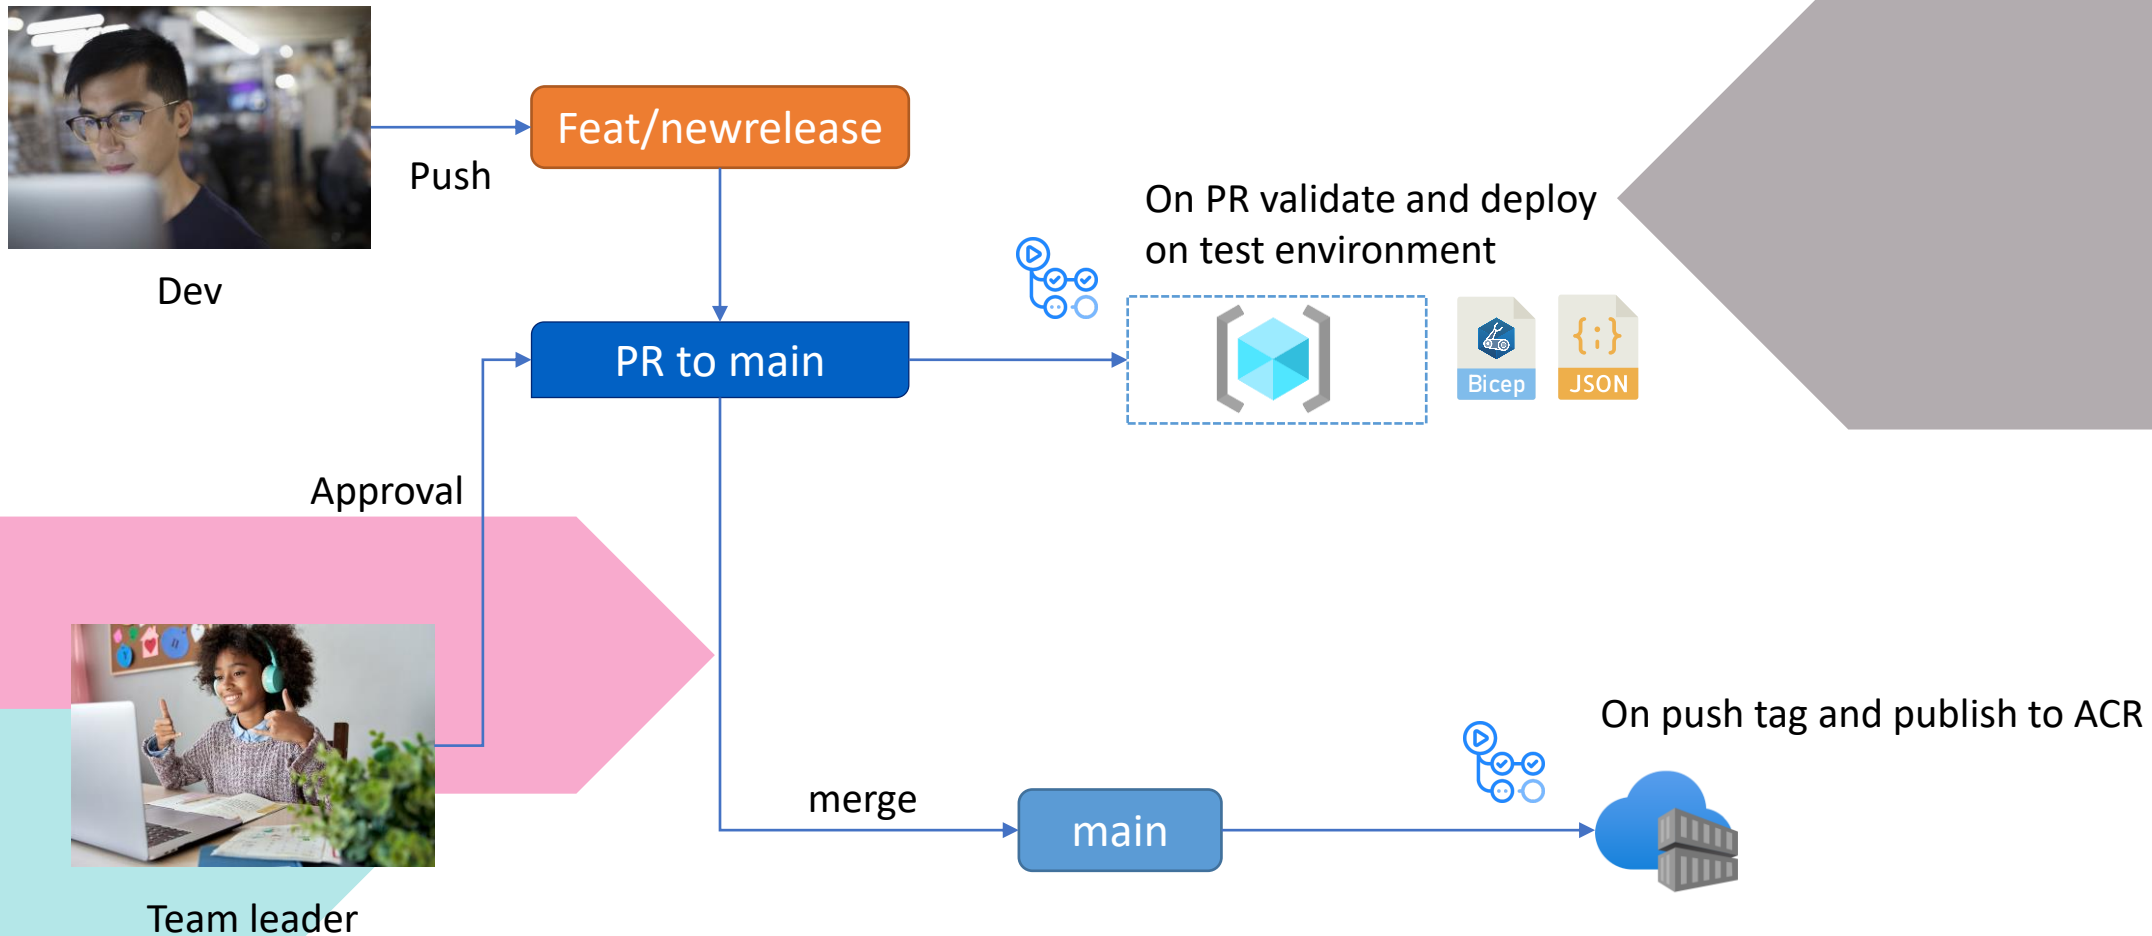 Feat/newrelease
Push
Dev
On PR validate and deploy
on test environment
PR to main
Bicep
JSON
Approval
On push tag and publish to ACR
merge
main
Team leader